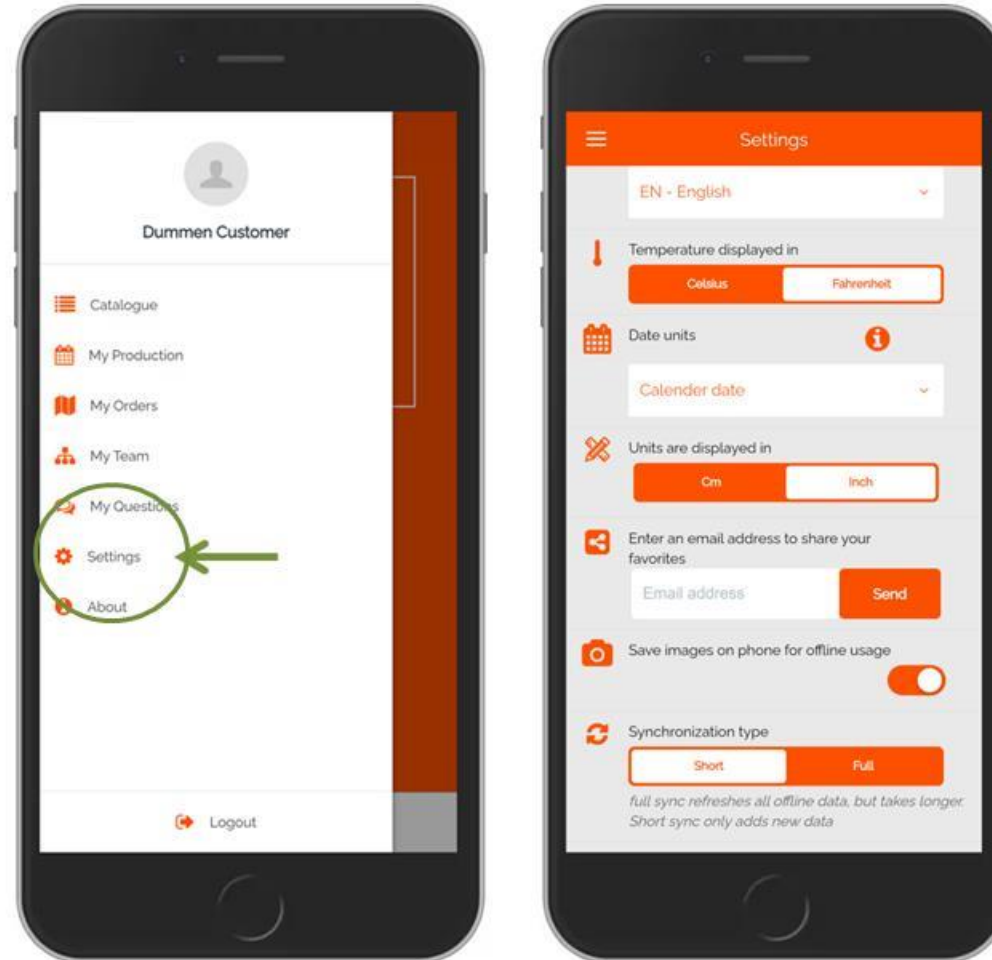 Dummen Customer
Catalogue
My Production
My Orders
My Team
My Questions
Settings
About
Logout
Settings
EN - English
Temperature displayed in
Celsius
Fahrenheit
Date units
Calender date
Units are displayed in
Cm
Inch
Enter an email address to share your
favorites
Email address
Send
Save images on phone for offline usage
Synchronization type
Short
Full
full sync refreshes all offline data, but takes longer.
Short sync only adds new data